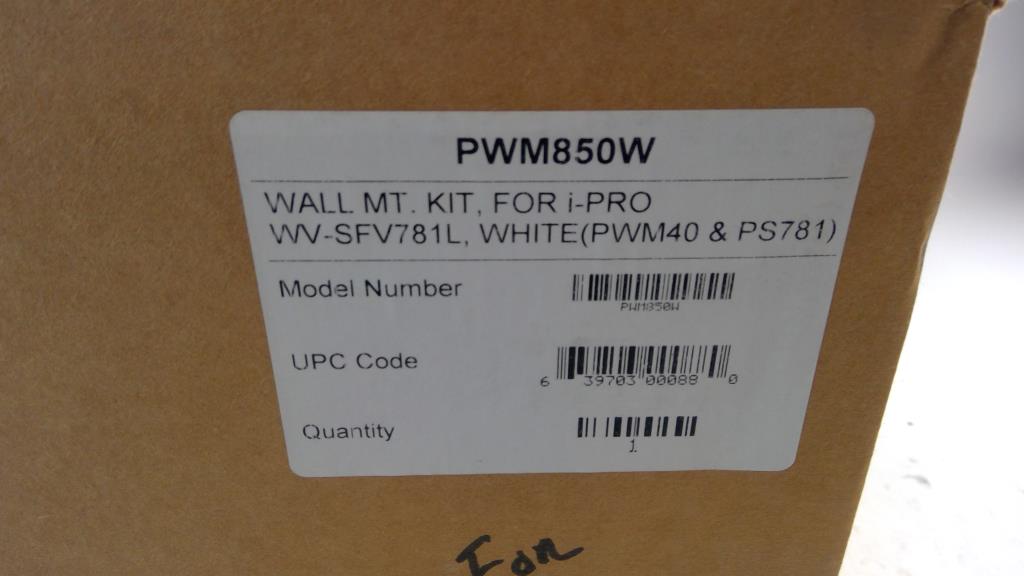 PWM850W
WALL MT. KIT, FOR i-PRO
WV-SFV781L, WHITE(PWM40 & PS781)
Model Number
PWM850W
UPC Code
6 39703 00088 0
Quantity
1